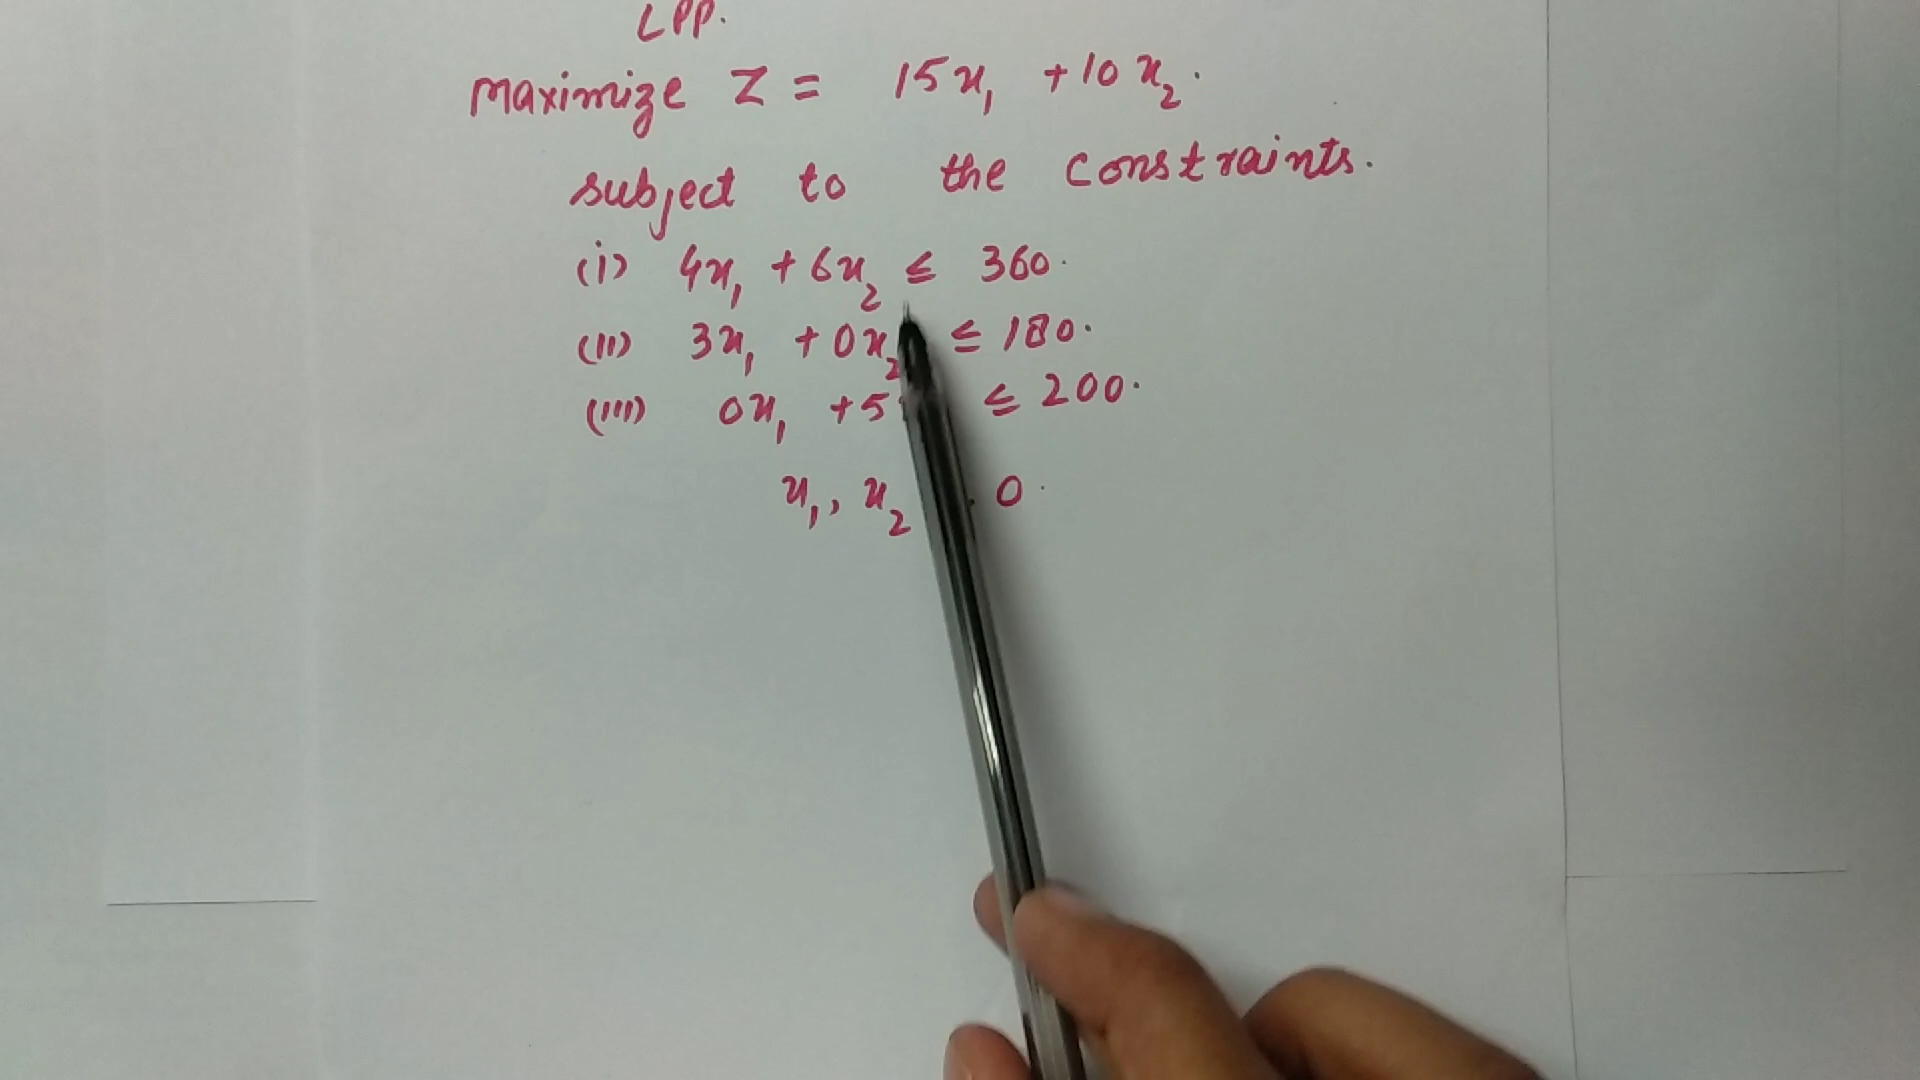 LPP.
Maximize Z = 15x₁ + 10x₂.
subject to the constraints.
(i) 4x₁ + 6x₂ ≤ 360.
(ii) 3x₁ + 0x₂ ≤ 180.
(iii) 0x₁ + 5 ≤ 200.
x₁, x₂ 0.